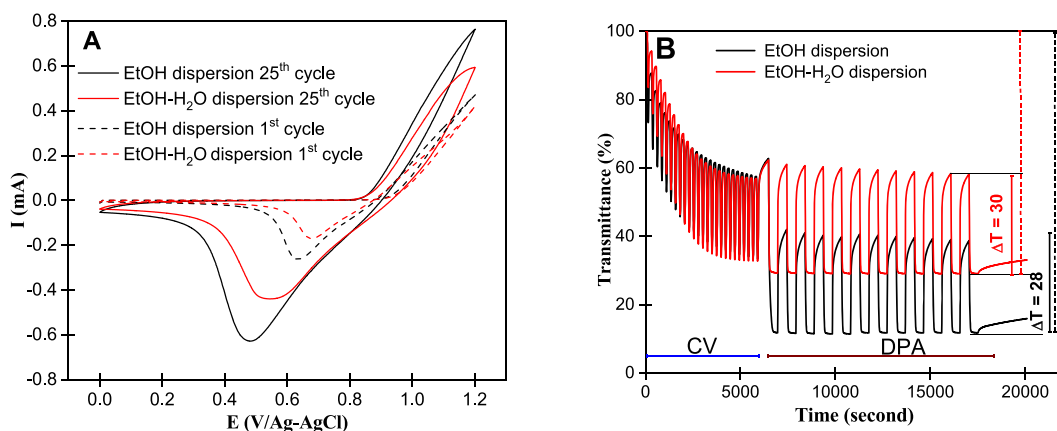 A
EtOH dispersion 25th cycle
EtOH-H2O dispersion 25th cycle
EtOH dispersion 1st cycle
EtOH-H2O dispersion 1st cycle
I (mA)
0.8
0.6
0.4
0.2
0.0
-0.2
-0.4
-0.6
-0.8
0.0 0.2 0.4 0.6 0.8 1.0 1.2
E (V/Ag-AgCl)
B
EtOH dispersion
EtOH-H2O dispersion
Transmittance (%)
100
80
60
40
20
0
ΔT = 30
ΔT = 28
CV
DPA
0 5000 10000 15000 20000
Time (second)